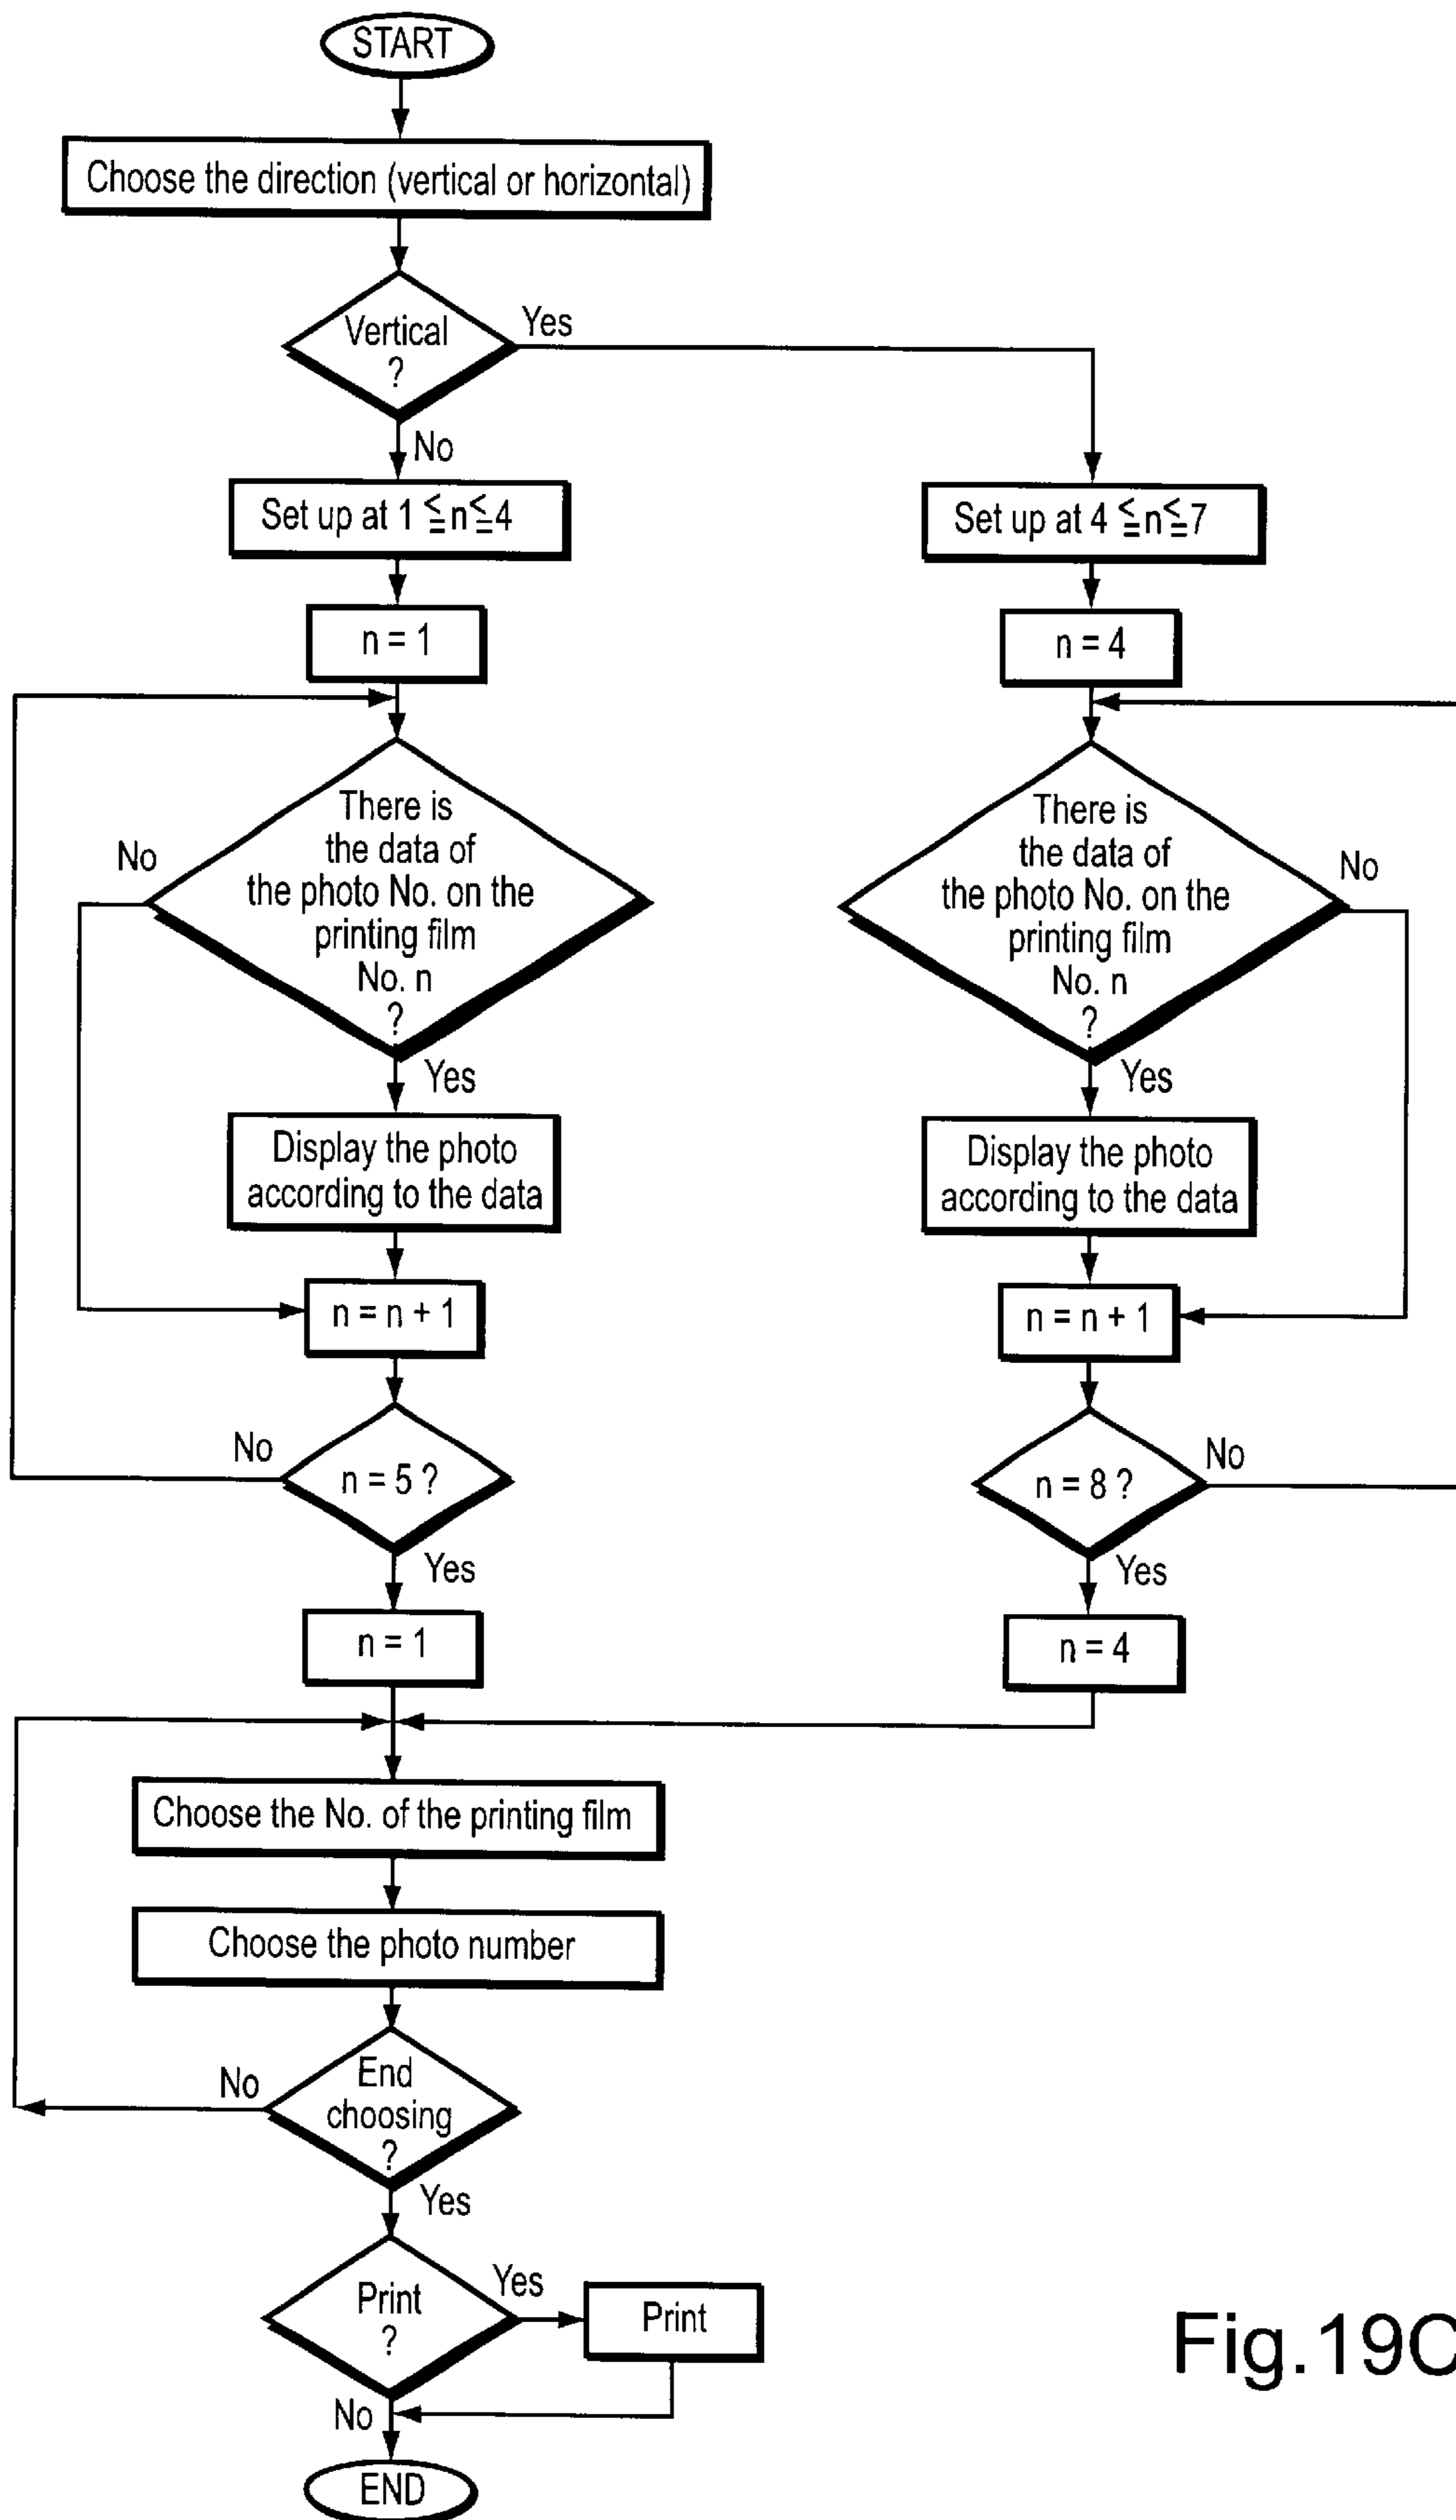 START
Choose the direction (vertical or horizontal)
Vertical
?
Yes
No
Set up at 1 ≦n≦4
Set up at 4 ≦n≦7
n = 1
n = 4
There is
the data of
the photo No. on the
printing film
No. n
?
No
Yes
There is
the data of
the photo No. on the
printing film
No. n
?
No
Yes
Display the photo
according to the data
Display the photo
according to the data
n = n + 1
n = n + 1
No
n = 5 ?
Yes
n = 8 ?
No
Yes
n = 1
n = 4
Choose the No. of the printing film
Choose the photo number
No
End
choosing
?
Yes
Print
?
Yes
Print
No
END
Fig.19C